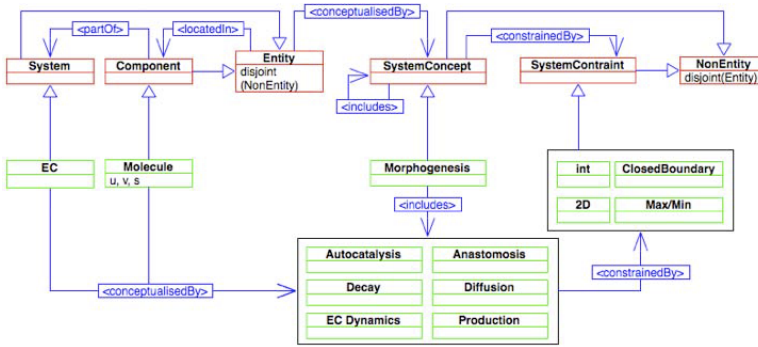 <conceptualisedBy>
<partOf>
<locatedIn>
<constrainedBy>
System
Component
Entity
disjoint
(NonEntity)
SystemConcept
SystemContraint
NonEntity
disjoint(Entity)
<includes>
EC
Molecule
u, v, s
Morphogenesis
int
ClosedBoundary
2D
Max/Min
<includes>
Autocatalysis
Anastomosis
Decay
Diffusion
EC Dynamics
Production
<conceptualisedBy>
<constrainedBy>